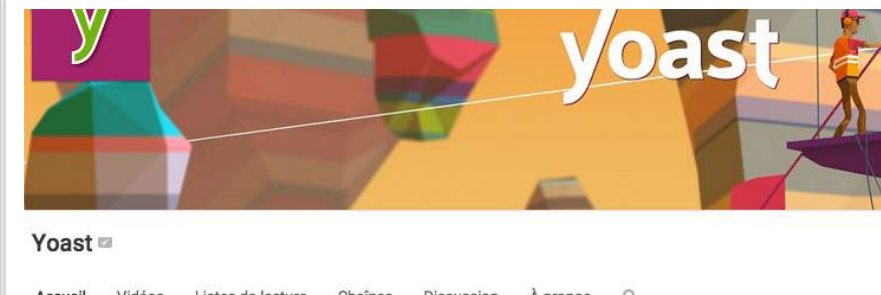 y
yoast
Yoast
Accueil Vidéos Listes de lecture Chaînes Discussion À propos